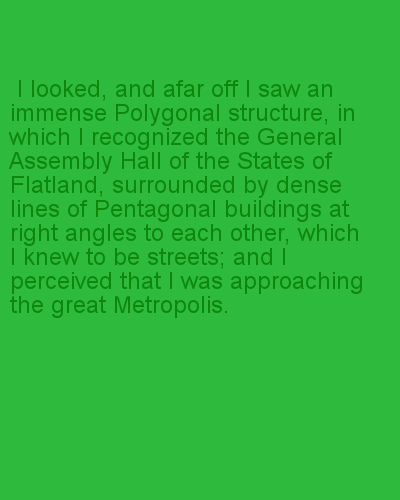 I looked, and afar off I saw an
immense Polygonal structure, in
which I recognized the General
Assembly Hall of the States of
Flatland, surrounded by dense
lines of Pentagonal buildings at
right angles to each other, which
I knew to be streets; and I
perceived that I was approaching
the great Metropolis.